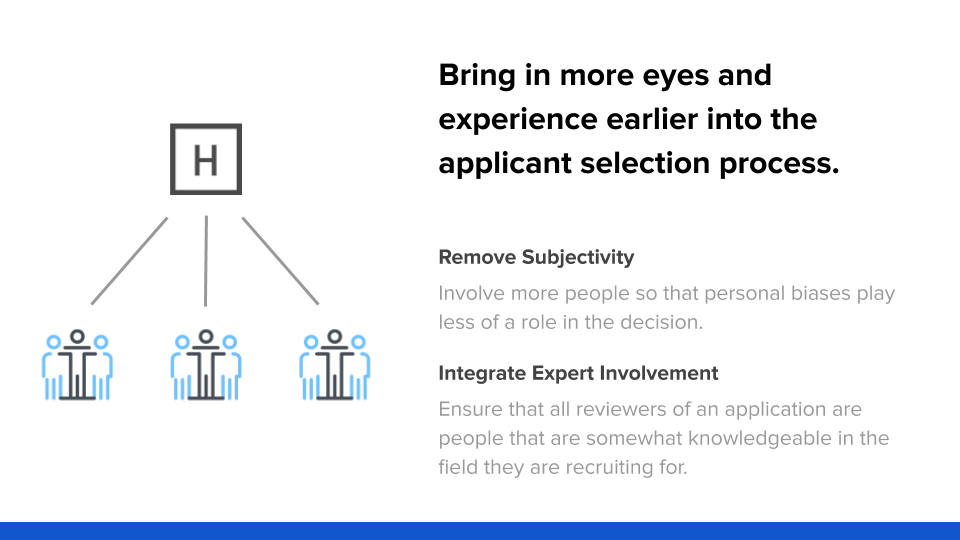 H
Bring in more eyes and
experience earlier into the
applicant selection process.
Remove Subjectivity
Involve more people so that personal biases play
less of a role in the decision.
Integrate Expert Involvement
Ensure that all reviewers of an application are
people that are somewhat knowledgeable in the
field they are recruiting for.